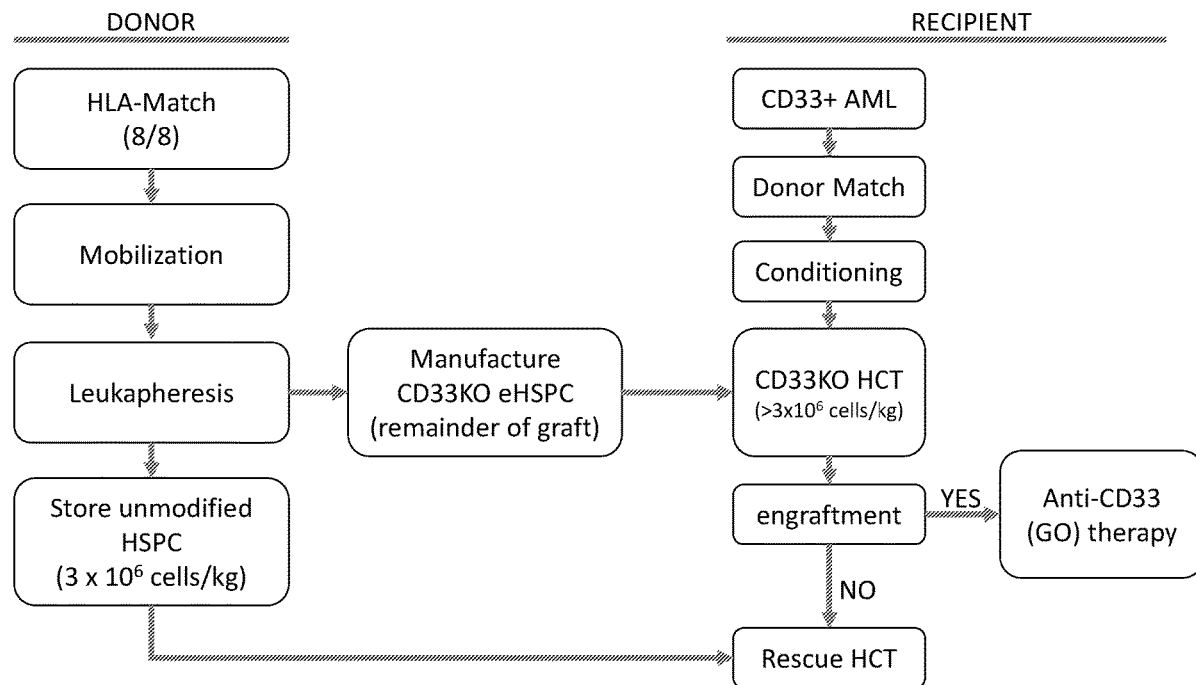 DONOR
HLA-Match
(8/8)
Mobilization
Leukapheresis
Store unmodified
HSPC
(3 x 10⁶ cells/kg)
Manufacture
CD33KO eHSPC
(remainder of graft)
RECIPIENT
CD33+ AML
Donor Match
Conditioning
CD33KO HCT
(>3x10⁶ cells/kg)
engraftment
YES
Anti-CD33
(GO) therapy
NO
Rescue HCT